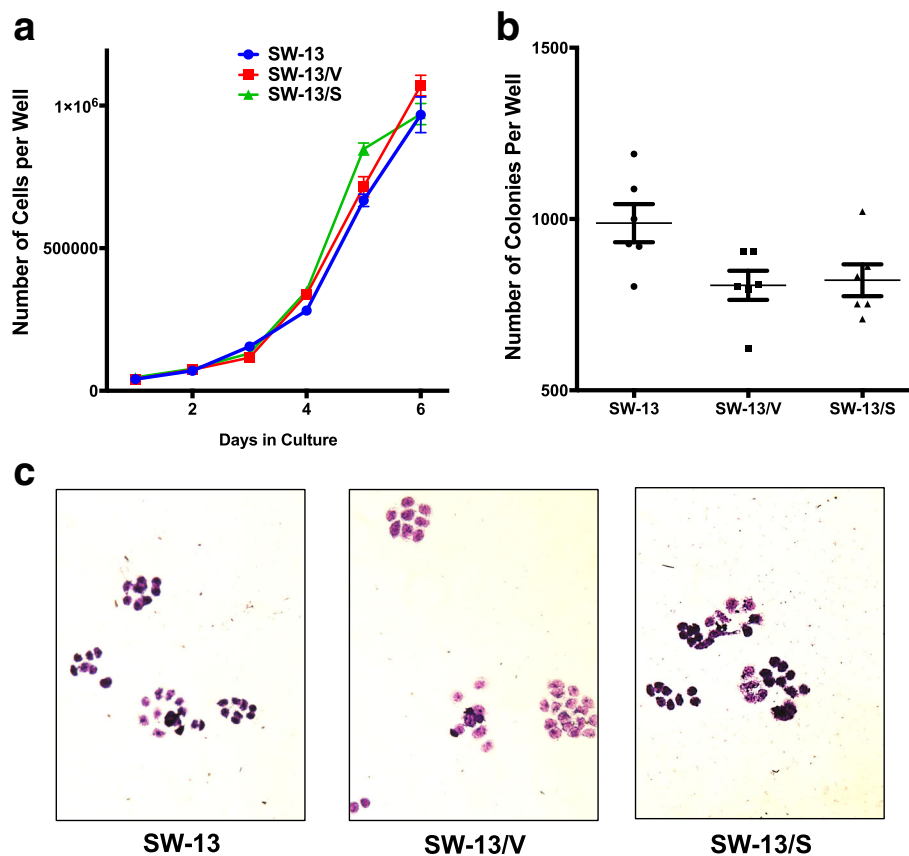 a
SW-13
SW-13/V
SW-13/S
Number of Cells per Well
1×10⁶
500000
0
2
4
6
Days in Culture
b
Number of Colonies Per Well
1500
1000
500
SW-13
SW-13/V
SW-13/S
c
SW-13
SW-13/V
SW-13/S